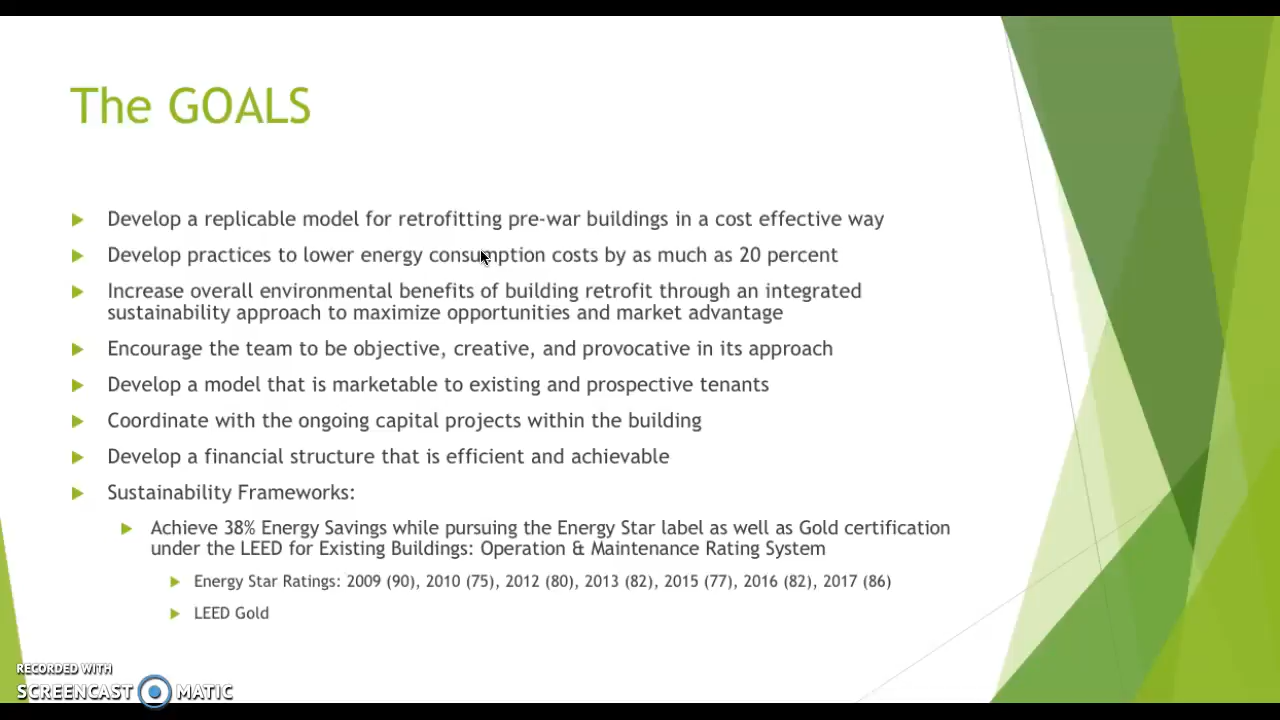 The GOALS
Develop a replicable model for retrofitting pre-war buildings in a cost effective way
Develop practices to lower energy consumption costs by as much as 20 percent
Increase overall environmental benefits of building retrofit through an integrated
sustainability approach to maximize opportunities and market advantage
Encourage the team to be objective, creative, and provocative in its approach
Develop a model that is marketable to existing and prospective tenants
Coordinate with the ongoing capital projects within the building
Develop a financial structure that is efficient and achievable
Sustainability Frameworks:
Achieve 38% Energy Savings while pursuing the Energy Star label as well as Gold certification
under the LEED for Existing Buildings: Operation & Maintenance Rating System
Energy Star Ratings: 2009 (90), 2010 (75), 2012 (80), 2013 (82), 2015 (77), 2016 (82), 2017 (86)
LEED Gold
RECORDED WITH
SCREENCAST MATIC